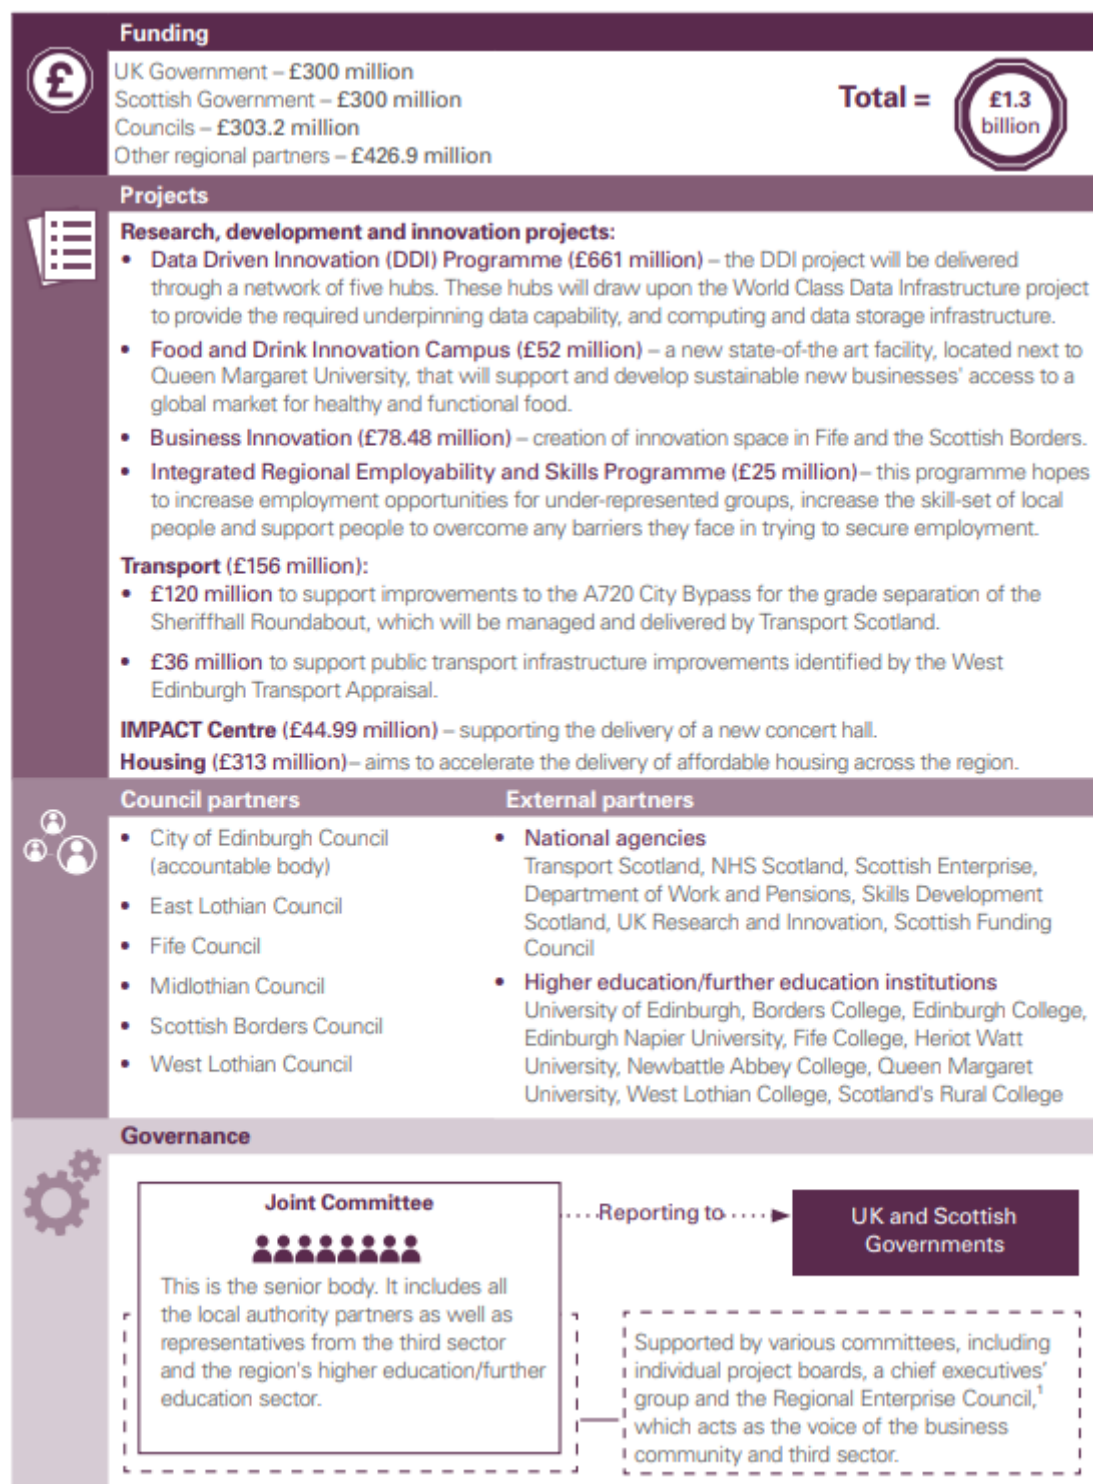 Funding
£
UK Government – £300 million
Scottish Government – £300 million
Councils – £303.2 million
Other regional partners – £426.9 million
Total =
£1.3
billion
Projects
Research, development and innovation projects:
• Data Driven Innovation (DDI) Programme (£661 million) – the DDI project will be delivered
through a network of five hubs. These hubs will draw upon the World Class Data Infrastructure project
to provide the required underpinning data capability, and computing and data storage infrastructure.
• Food and Drink Innovation Campus (£52 million) – a new state-of-the art facility, located next to
Queen Margaret University, that will support and develop sustainable new businesses' access to a
global market for healthy and functional food.
• Business Innovation (£78.48 million) – creation of innovation space in Fife and the Scottish Borders.
• Integrated Regional Employability and Skills Programme (£25 million) – this programme hopes
to increase employment opportunities for under-represented groups, increase the skill-set of local
people and support people to overcome any barriers they face in trying to secure employment.
Transport (£156 million):
• £120 million to support improvements to the A720 City Bypass for the grade separation of the
Sheriffhall Roundabout, which will be managed and delivered by Transport Scotland.
• £36 million to support public transport infrastructure improvements identified by the West
Edinburgh Transport Appraisal.
IMPACT Centre (£44.99 million) – supporting the delivery of a new concert hall.
Housing (£313 million) – aims to accelerate the delivery of affordable housing across the region.
Council partners
• City of Edinburgh Council
(accountable body)
• East Lothian Council
• Fife Council
• Midlothian Council
• Scottish Borders Council
• West Lothian Council
External partners
• National agencies
Transport Scotland, NHS Scotland, Scottish Enterprise,
Department of Work and Pensions, Skills Development
Scotland, UK Research and Innovation, Scottish Funding
Council
• Higher education/further education institutions
University of Edinburgh, Borders College, Edinburgh College,
Edinburgh Napier University, Fife College, Heriot Watt
University, Newbattle Abbey College, Queen Margaret
University, West Lothian College, Scotland's Rural College
Governance
Joint Committee
This is the senior body. It includes all
the local authority partners as well as
representatives from the third sector
and the region's higher education/further
education sector.
Reporting to
UK and Scottish
Governments
Supported by various committees, including
individual project boards, a chief executives'
group and the Regional Enterprise Council,1
which acts as the voice of the business
community and third sector.